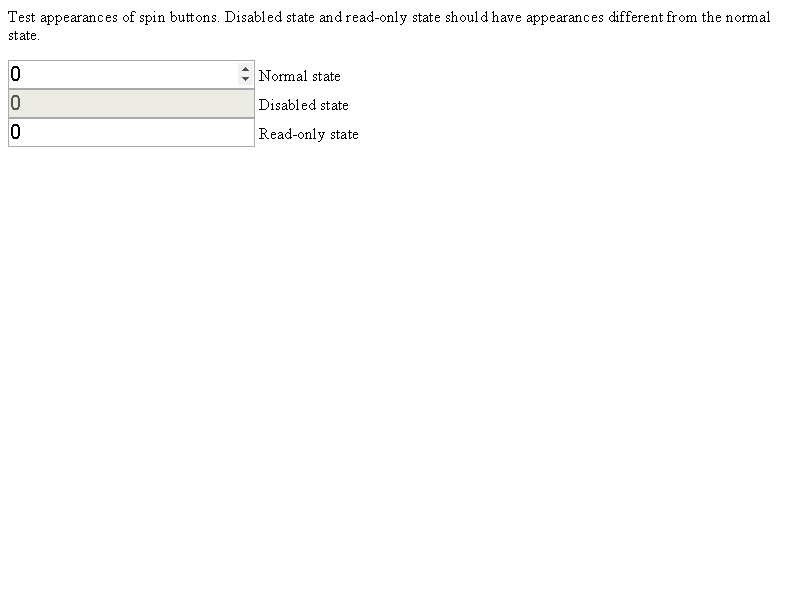 Test appearances of spin buttons. Disabled state and read-only state should have appearances different from the normal
state.
0 Normal state
0 Disabled state
0 Read-only state